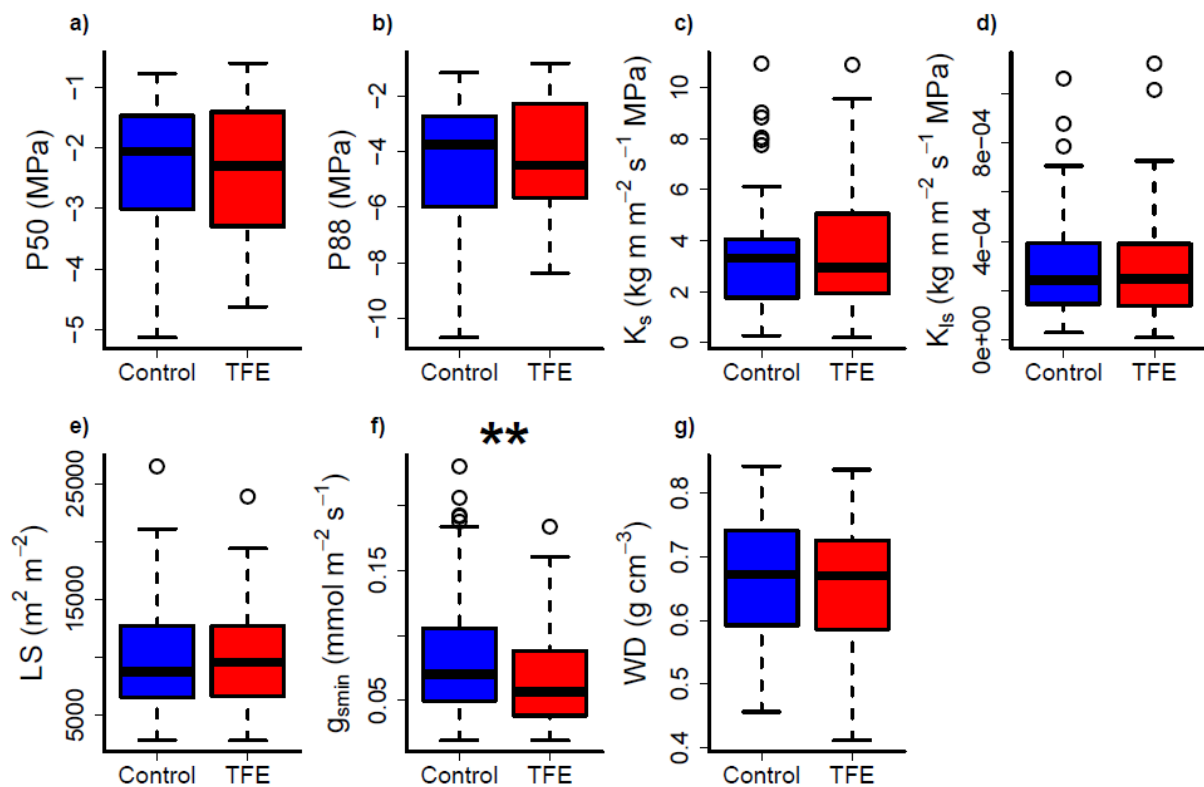 a)
P50 (MPa)
−1
−2
−3
−4
−5
Control TFE
b)
P88 (MPa)
−2
−4
−6
−8
−10
Control TFE
c)
Kₛ (kg m m⁻² s⁻¹ MPa)
10
8
6
4
2
0
Control TFE
d)
Kₗₛ (kg m m⁻² s⁻¹ MPa)
8e−04
4e−04
0e+00
Control TFE
e)
LS (m² m⁻²)
25000
15000
5000
Control TFE
f)
**
gₛₘᵢₙ (mmol m⁻² s⁻¹)
0.15
0.05
Control TFE
g)
WD (g cm⁻³)
0.8
0.7
0.6
0.5
0.4
Control TFE